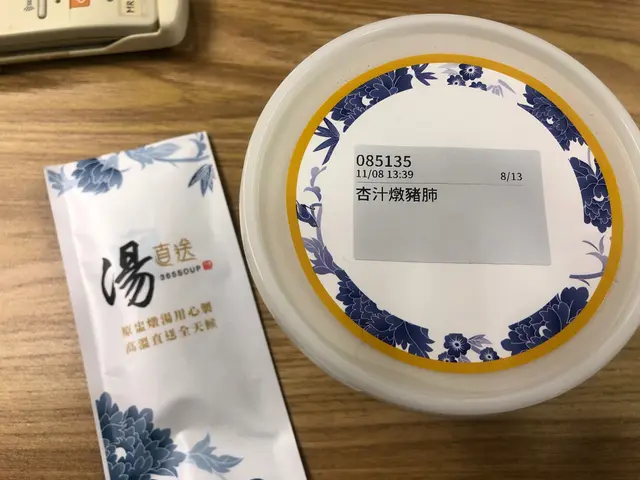 MR
湯
直送
365SOUP
原盅燉湯用心製
高溫直送全天候
085135
11/08 13:39
8/13
杏汁燉豬肺